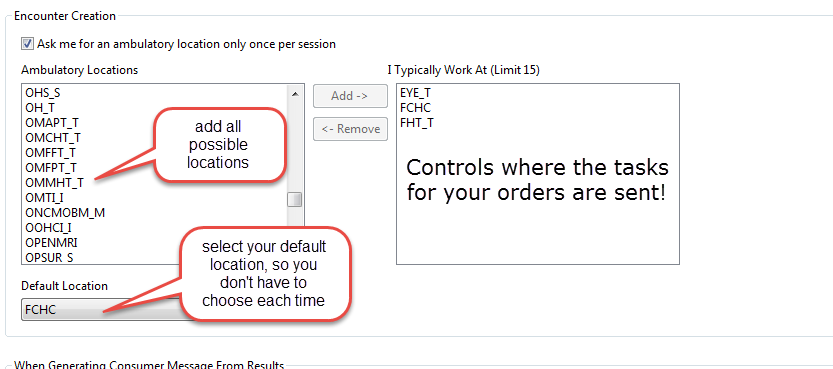 Encounter Creation
Ask me for an ambulatory location only once per session
Ambulatory Locations
I Typically Work At (Limit 15)
OHS_S
OH_T
OMAPT_T
OMCHT_T
OMFFT_T
OMFPT_T
OMMHT_T
OMTI_I
ONCMOBM_M
OOHCI_I
OPENMRI
OPSUR_S
add all
possible
locations
Add ->
<- Remove
EYE_T
FCHC
FHT_T
Controls where the tasks
for your orders are sent!
select your default
location, so you
don't have to
choose each time
Default Location
FCHC
When Generating Consumer Message From Results